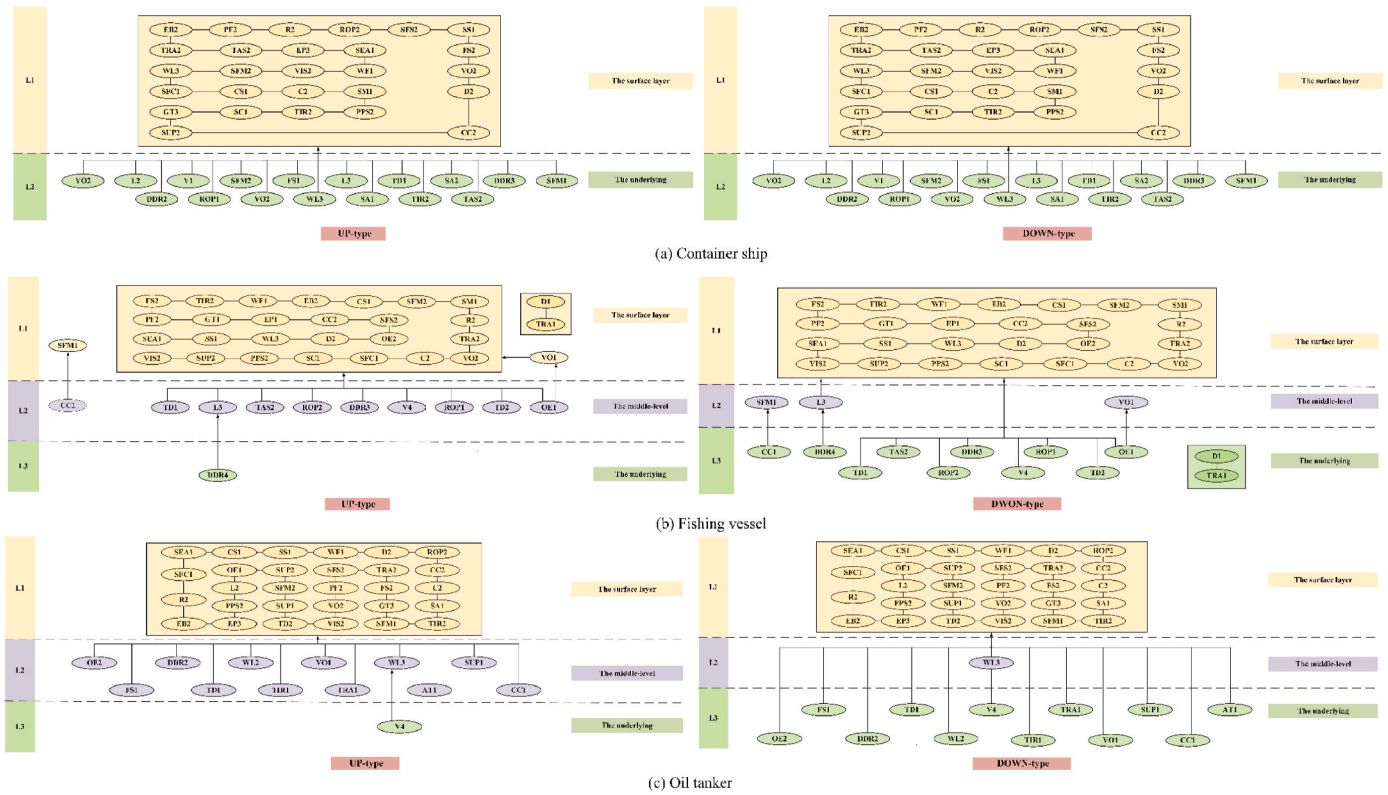 EB2 PF2 R2 ROP2 SFS2 SS1
TRA2 TAS2 EP3 SEA1 FS2
L1
WL3 SFM2 VIS2 WF1 VO2
The surface layer
SFC1 CS1 C2 SM1 D2
GT3 SC1 TIR2 PPS2
SUP2 CC2
VO2 L2 V1 SFM2 FS1 L3 TD1 SA2 DDR3 SFM1
L2
The underlying
DDR2 ROP1 VO2 WL3 SA1 TIR2 TAS2
UP-type
EB2 PF2 R2 ROP2 SFS2 SS1
TRA2 TAS2 EP3 SEA1 FS2
L1
WL3 SFM2 VIS2 WF1 VO2
The surface layer
SFC1 CS1 C2 SM1 D2
GT3 SC1 TIR2 PPS2
SUP2 CC2
VO2 L2 V1 SFM2 FS1 L3 TD1 SA2 DDR3 SFM1
L2
The underlying
DDR2 ROP1 VO2 WL3 SA1 TIR2 TAS2
DOWN-type
(a) Container ship
FS2 TIR2 WF1 EB2 CS1 SFM2 SM1
D1
PF2 GT1 EP1 CC2 SFS2 R2
TRA1
The surface layer
L1
SEA1 SS1 WL3 D2 OE2 TRA2
SFM1
VIS2 SUP2 PPS2 SC1 SFC1 C2 VO2
VO1
L2
CC1 TD1 L3 TAS2 ROP2 DDR3 V4 ROP1 TD2 OE1
The middle-level
L3
DDR4
The underlying
UP-type
FS2 TIR2 WF1 EB2 CS1 SFM2 SM1
PF2 GT1 EP1 CC2 SFS2 R2
L1
SEA1 SS1 WL3 D2 OE2 TRA2
The surface layer
VIS2 SUP2 PPS2 SC1 SFC1 C2 VO2
L2
SFM1 L3 VO1
The middle-level
L3
CC1 DDR4 TAS2 DDR3 ROP1 OE1
D1
The underlying
TD1 ROP2 V4 TD2
TRA1
DWON-type
(b) Fishing vessel
SEA1 CS1 SS1 WF1 D2 ROP2
SFC1 OE1 SUP2 SFS2 TRA2 CC2
L1
L2 SFM2 PF2 FS2 C2
The surface layer
R2 PPS2 SUP1 VO2 GT3 SA1
EB2 EP3 TD2 VIS2 SFM1 TIR2
L2
OE2 DDR2 WL2 VO1 WL3 SUP1
The middle-level
FS1 TD1 TIR1 TRA1 AT1 CC1
L3
V4
The underlying
UP-type
SEA1 CS1 SS1 WF1 D2 ROP2
SFC1 OE1 SUP2 SFS2 TRA2 CC2
L1
L2 SFM2 PF2 FS2 C2
The surface layer
R2 PPS2 SUP1 VO2 GT3 SA1
EB2 EP3 TD2 VIS2 SFM1 TIR2
L2
WL3
The middle-level
L3
FS1 TD1 V4 TRA1 SUP1 AT1
The underlying
OE2 DDR2 WL2 TIR1 VO1 CC1
DOWN-type
(c) Oil tanker